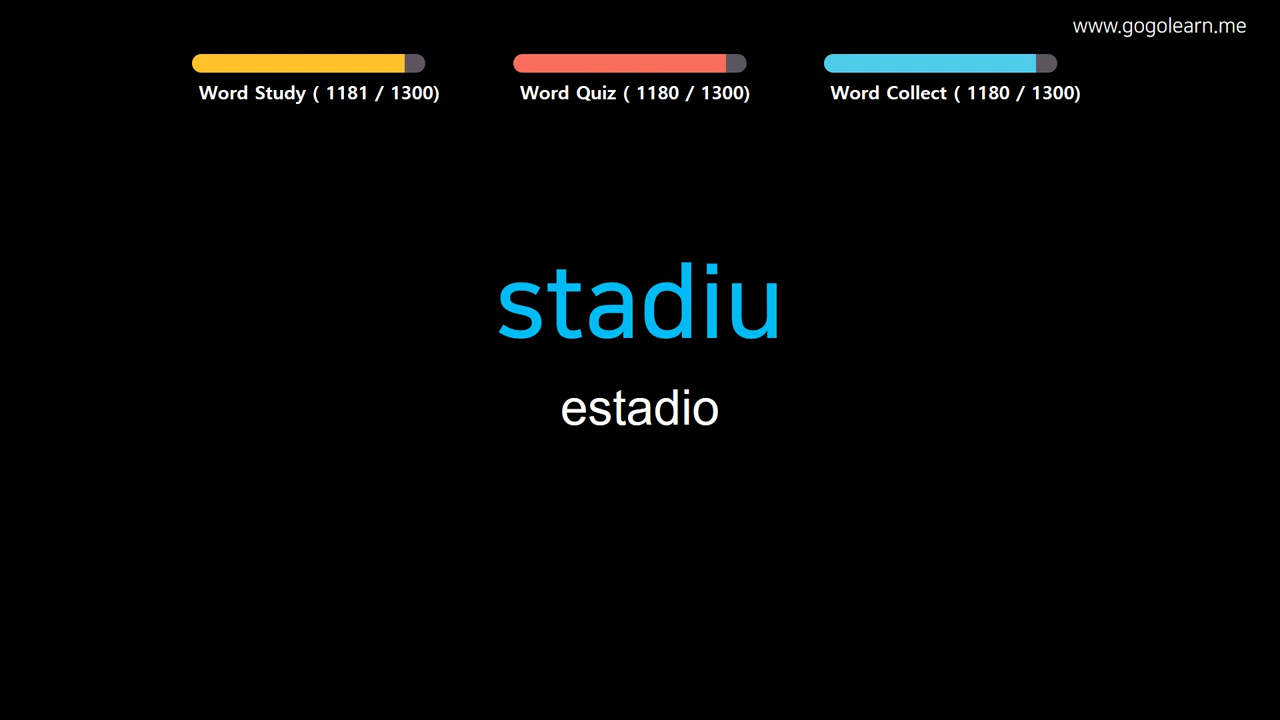 www.gogolearn.me
Word Study ( 1181 / 1300)
Word Quiz ( 1180 / 1300)
Word Collect ( 1180 / 1300)
stadiu
estadio